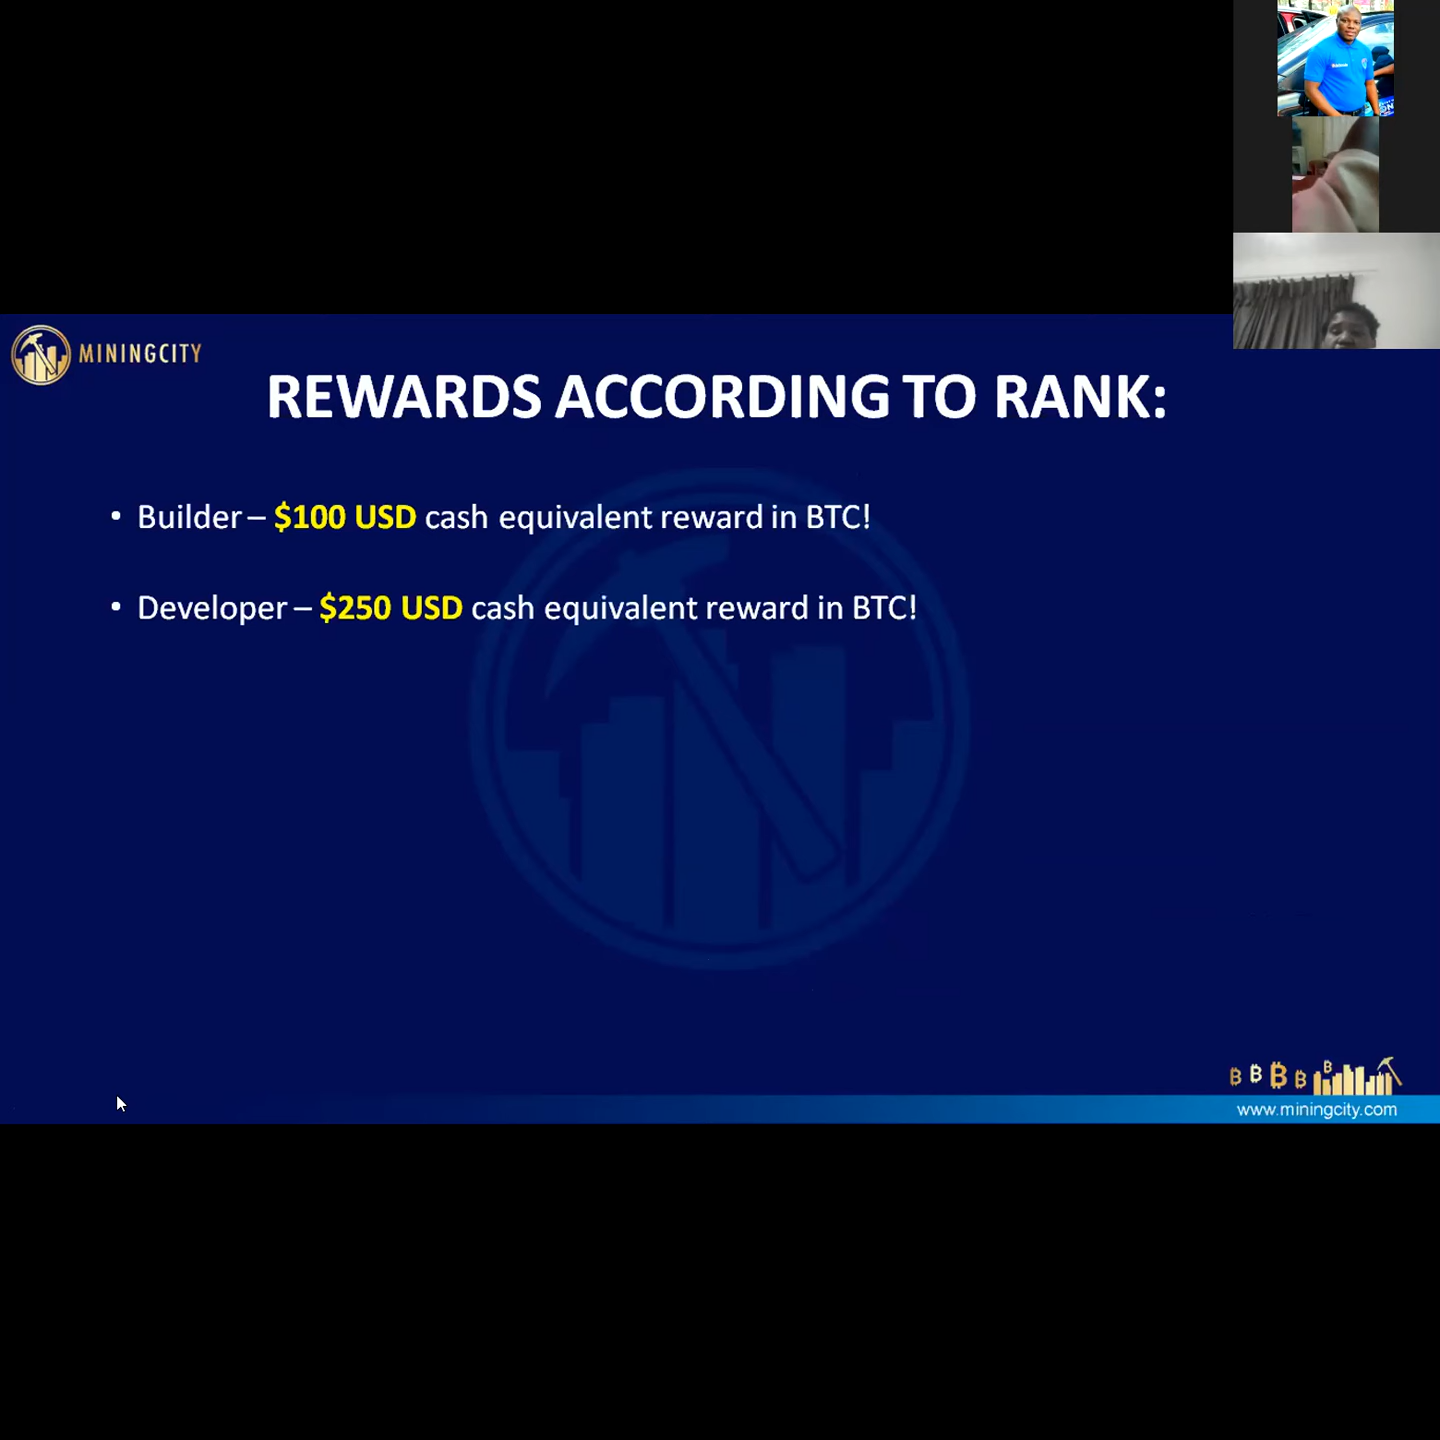 MININGCITY
REWARDS ACCORDING TO RANK:
• Builder – $100 USD cash equivalent reward in BTC!
• Developer – $250 USD cash equivalent reward in BTC!
www.miningcity.com